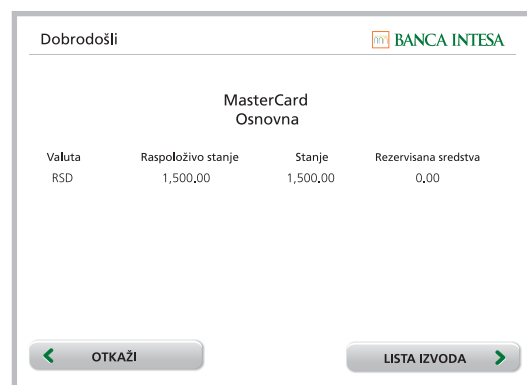 Dobrodošli BANCA INTESA
MasterCard
Osnovna
Valuta Raspoloživo stanje Stanje Rezervisana sredstva
RSD 1,500.00 1,500.00 0.00
OTKAŽI LISTA IZVODA